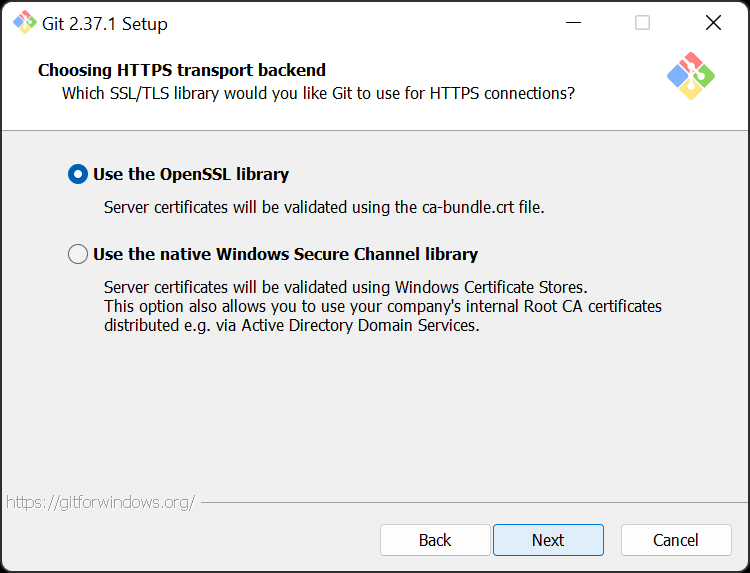 Git 2.37.1 Setup
Choosing HTTPS transport backend
Which SSL/TLS library would you like Git to use for HTTPS connections?
Use the OpenSSL library
Server certificates will be validated using the ca-bundle.crt file.
Use the native Windows Secure Channel library
Server certificates will be validated using Windows Certificate Stores.
This option also allows you to use your company's internal Root CA certificates
distributed e.g. via Active Directory Domain Services.
https://gitforwindows.org/
Back Next Cancel